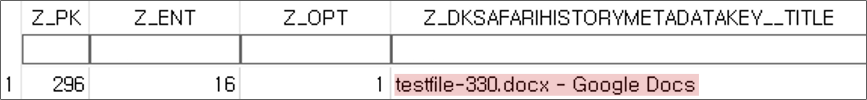 Z_PK Z_ENT Z_OPT Z_DKSAFARIHISTORYMETADATAKEY__TITLE
1 296 16 1 testfile-330.docx - Google Docs